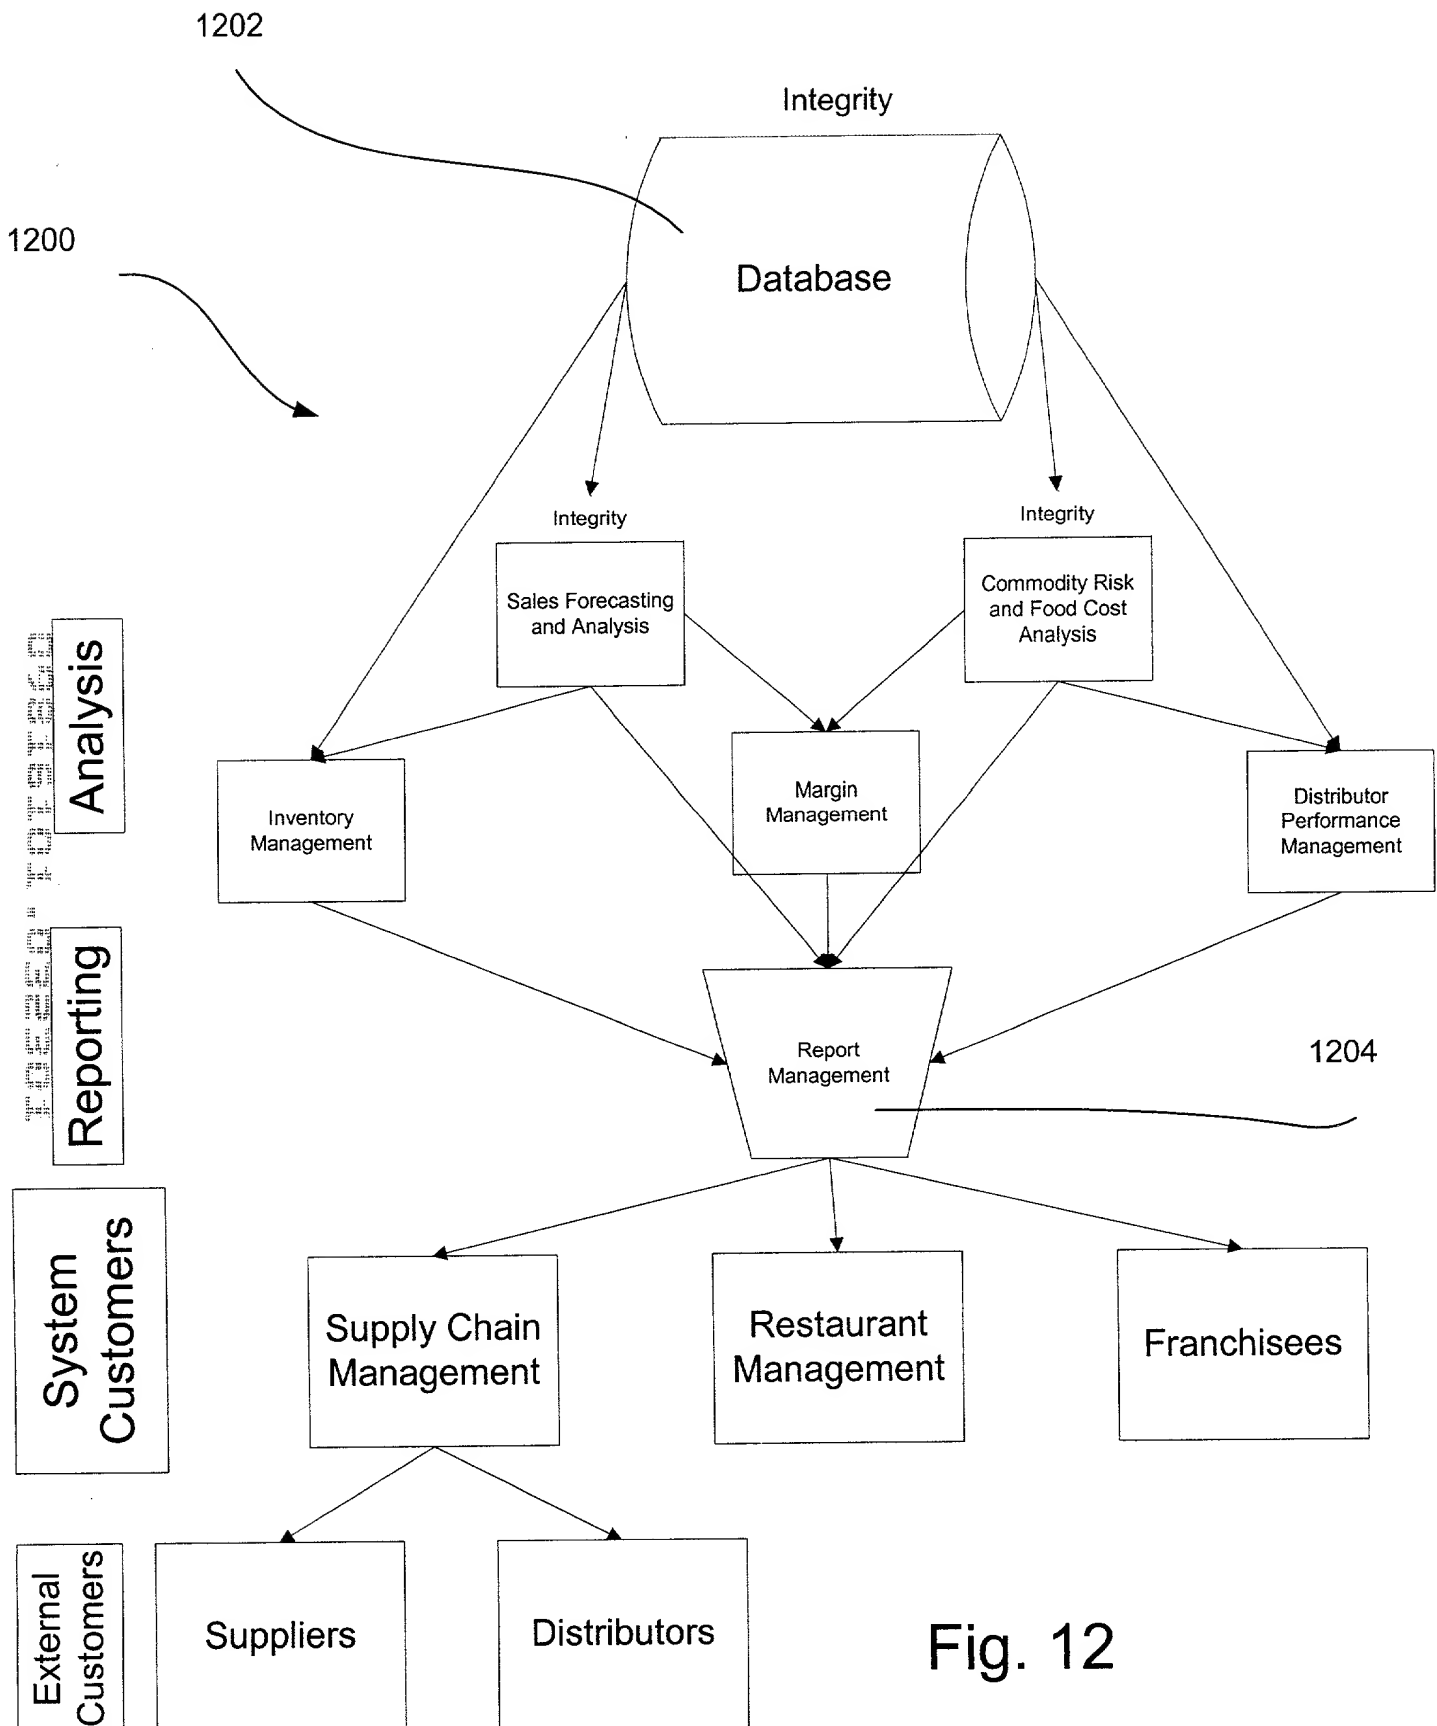 1202
Integrity
1200
Database
Integrity
Integrity
Sales Forecasting
and Analysis
Commodity Risk
and Food Cost
Analysis
Analysis
Inventory
Management
Margin
Management
Distributor
Performance
Management
Reporting
Report
Management
1204
System
Customers
Supply Chain
Management
Restaurant
Management
Franchisees
External
Customers
Suppliers
Distributors
Fig. 12